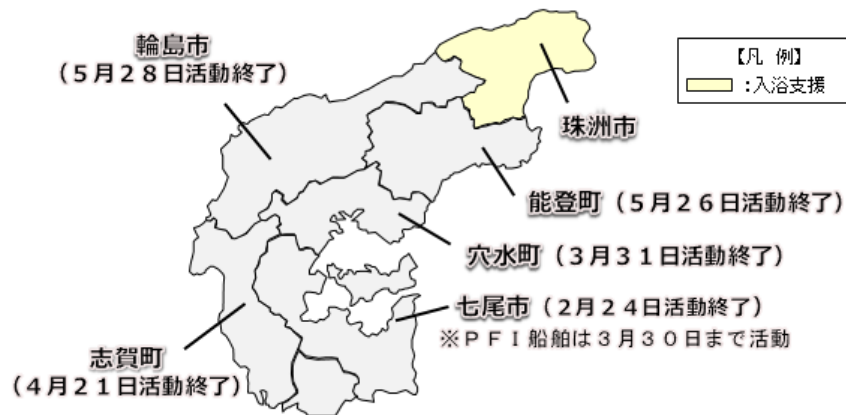 輪島市
(５月２８日活動終了)
【凡 例】
:入浴支援
珠洲市
能登町（５月２６日活動終了)
穴水町（３月３１日活動終了)
七尾市（２月２４日活動終了)
※ＰＦＩ船舶は３月３０日まで活動
志賀町
(４月２１日活動終了)